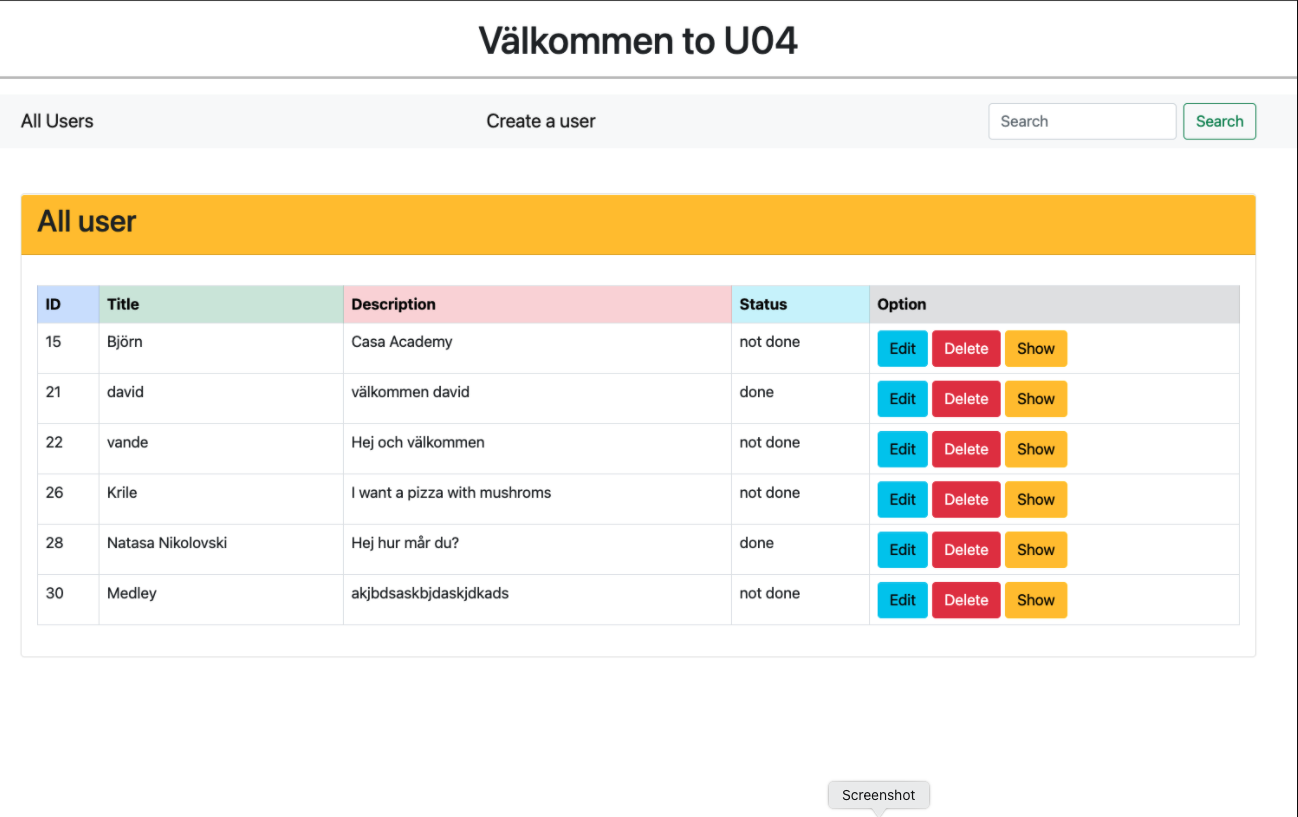 Välkommen to U04
All Users Create a user Search Search
All user
ID Title Description Status Option
15 Björn Casa Academy not done Edit Delete Show
21 david välkommen david done Edit Delete Show
22 vande Hej och välkommen not done Edit Delete Show
26 Krile I want a pizza with mushroms not done Edit Delete Show
28 Natasa Nikolovski Hej hur mår du? done Edit Delete Show
30 Medley akjbdsaskbjdaskjdkads not done Edit Delete Show
Screenshot